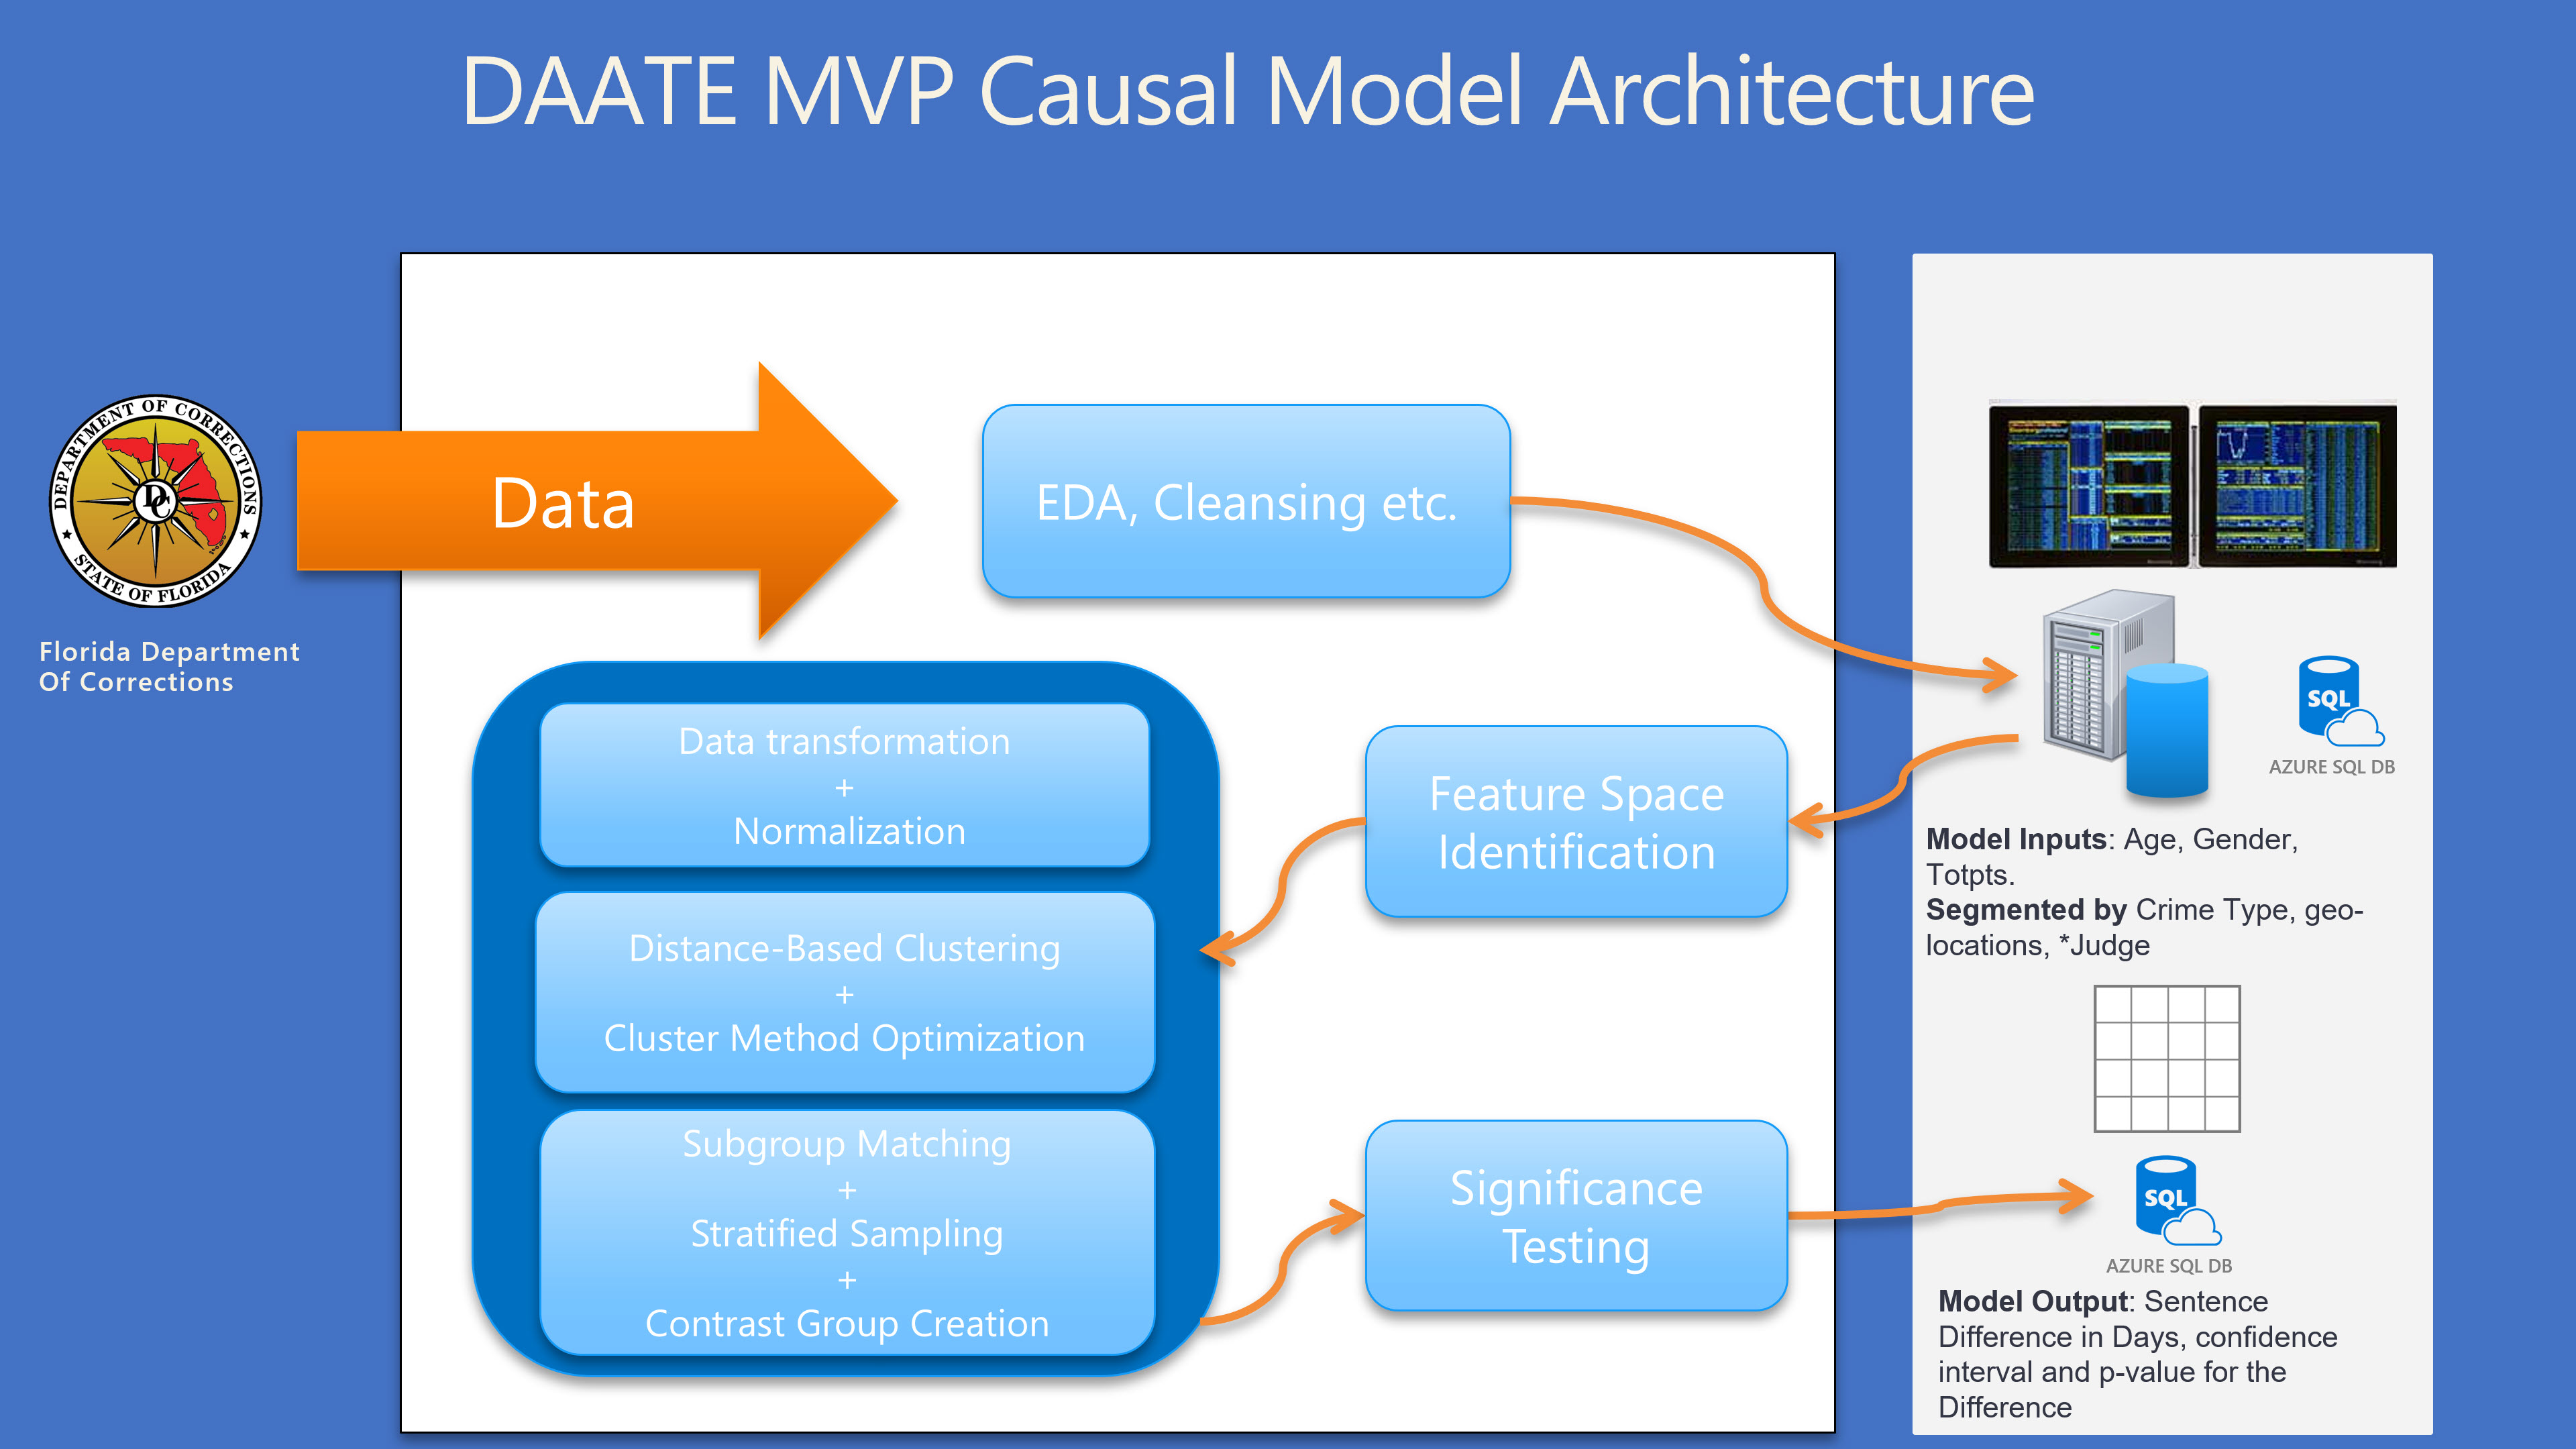 DAATE MVP Causal Model Architecture
DEPARTMENT OF CORRECTIONS
DC
STATE OF FLORIDA
Florida Department
Of Corrections
Data
EDA, Cleansing etc.
Data transformation
+
Normalization
Distance-Based Clustering
+
Cluster Method Optimization
Subgroup Matching
+
Stratified Sampling
+
Contrast Group Creation
Feature Space
Identification
Significance
Testing
SQL
AZURE SQL DB
Model Inputs: Age, Gender,
Totpts.
Segmented by Crime Type, geo-
locations, *Judge
SQL
AZURE SQL DB
Model Output: Sentence
Difference in Days, confidence
interval and p-value for the
Difference